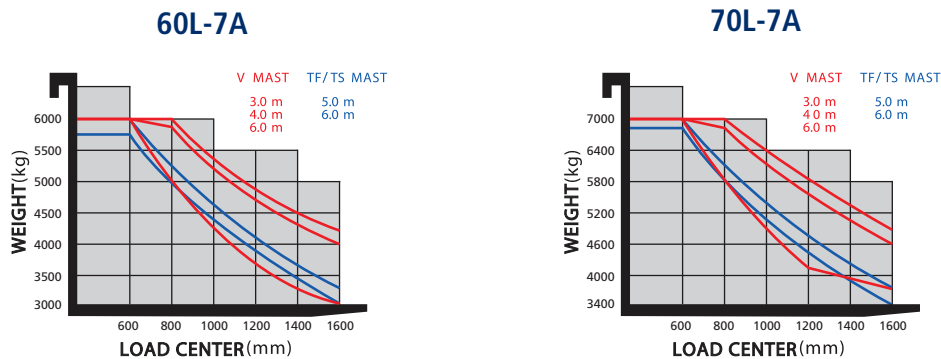 60L-7A
V MAST TF/TS MAST
3.0 m 5.0 m
4.0 m 6.0 m
6.0 m
WEIGHT(kg)
6000
5500
5000
4500
4000
3500
3000
600 800 1000 1200 1400 1600
LOAD CENTER(mm)
70L-7A
V MAST TF/TS MAST
3.0 m 5.0 m
4 0 m 6.0 m
6.0 m
WEIGHT(kg)
7000
6400
5800
5200
4600
4000
3400
600 800 1000 1200 1400 1600
LOAD CENTER(mm)